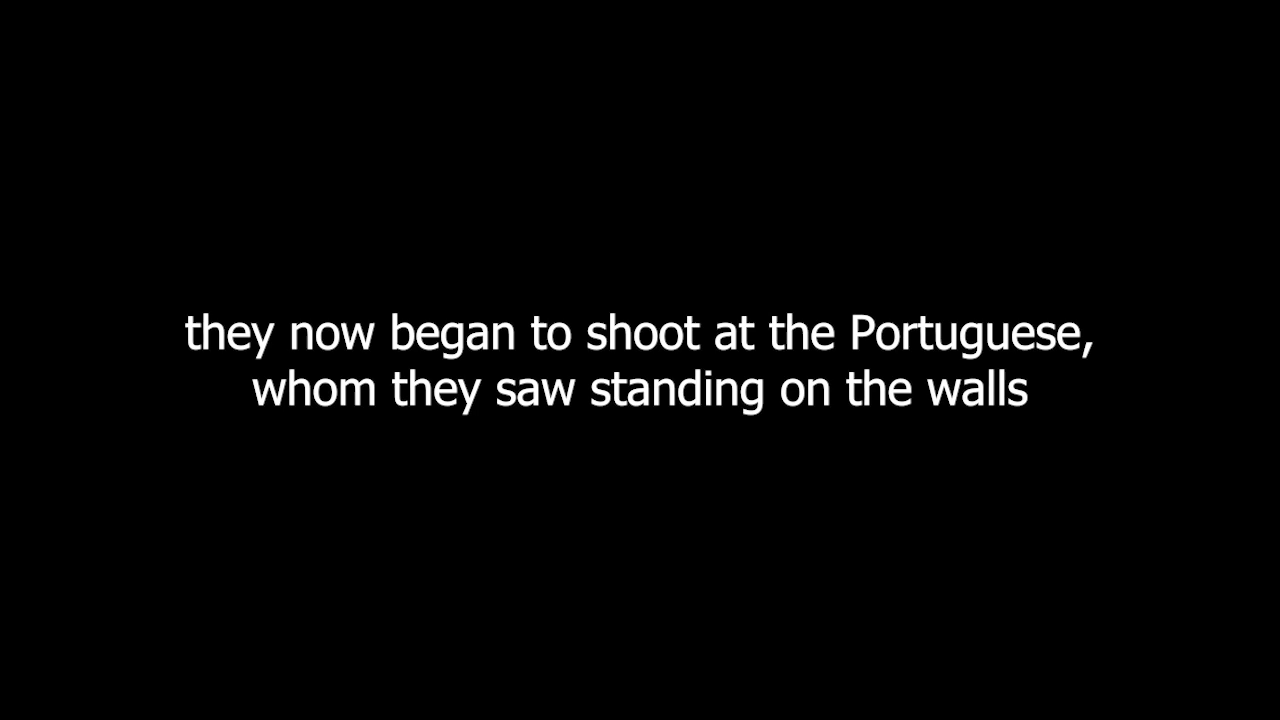 they now began to shoot at the Portuguese,
whom they saw standing on the walls